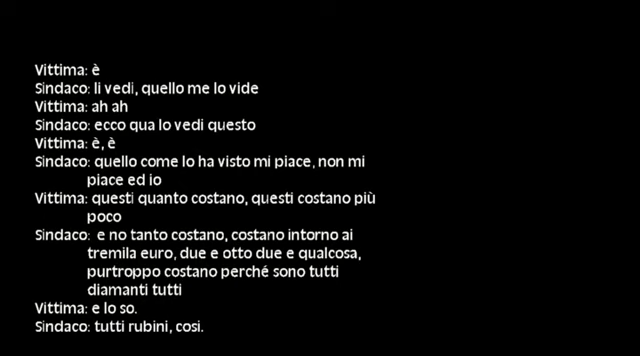 Vittima: è
Sindaco: li vedi, quello me lo vide
Vittima: ah ah
Sindaco: ecco qua lo vedi questo
Vittima: è, è
Sindaco: quello come lo ha visto mi piace, non mi
piace ed io
Vittima: questi quanto costano, questi costano più
poco
Sindaco: e no tanto costano, costano intorno ai
tremila euro, due e otto due e qualcosa,
purtroppo costano perché sono tutti
diamanti tutti
Vittima: e lo so.
Sindaco: tutti rubini, cosi.